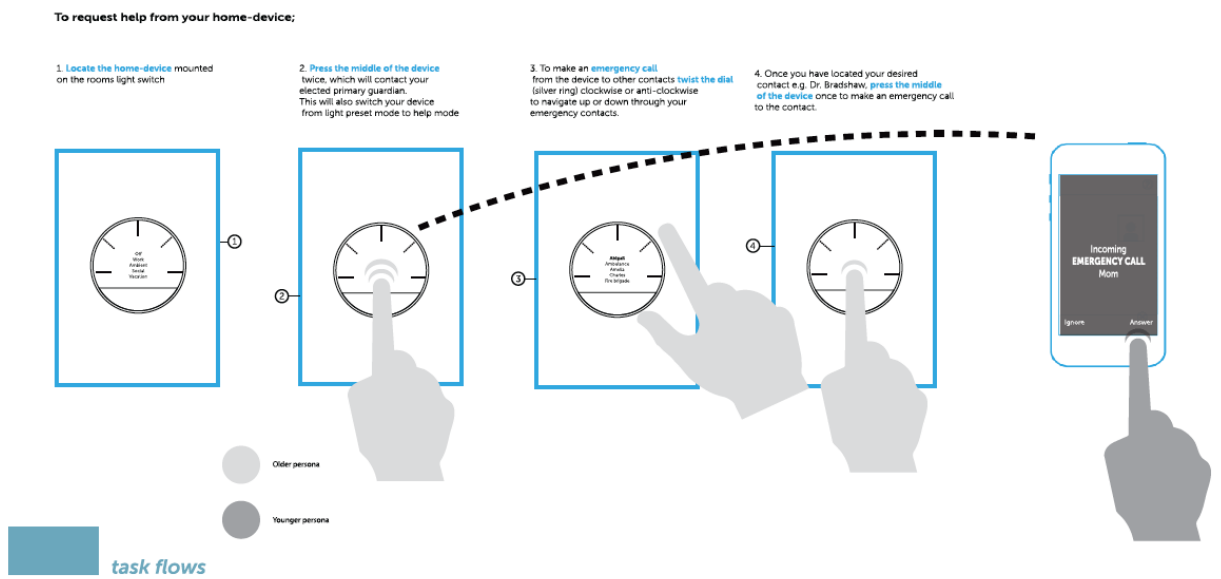 To request help from your home-device;
1. Locate the home-device mounted
on the rooms light switch
2. Press the middle of the device
twice, which will contact your
elected primary guardian.
This will also switch your device
from light preset mode to help mode
3. To make an emergency call
from the device to other contacts twist the dial
(silver ring) clockwise or anti-clockwise
to navigate up or down through your
emergency contacts.
4. Once you have located your desired
contact e.g. Dr. Bradshaw, press the middle
of the device once to make an emergency call
to the contact.
Off
Work
Ambient
Social
Vacation
1
2
Abigail
Ambulance
Amelia
Charles
Fire brigade
3
4
Incoming
EMERGENCY CALL
Mom
Ignore
Answer
Older persona
Younger persona
task flows